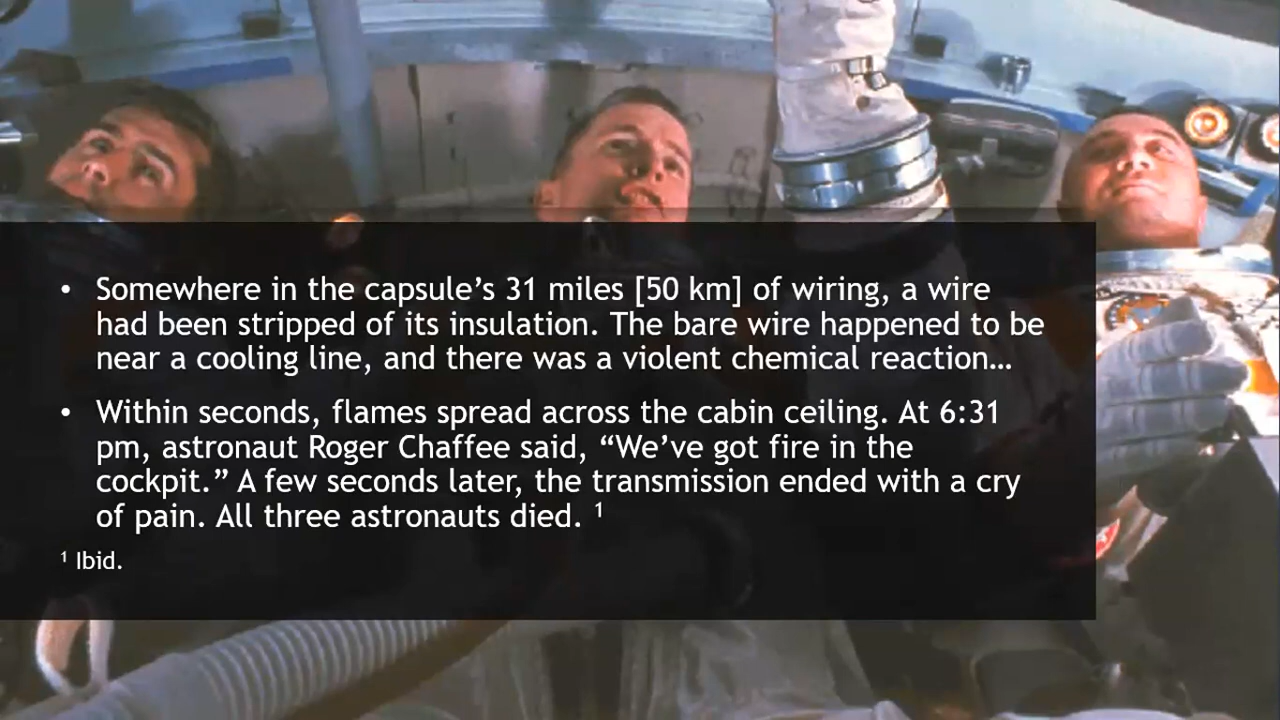 • Somewhere in the capsule’s 31 miles [50 km] of wiring, a wire
had been stripped of its insulation. The bare wire happened to be
near a cooling line, and there was a violent chemical reaction…
• Within seconds, flames spread across the cabin ceiling. At 6:31
pm, astronaut Roger Chaffee said, “We’ve got fire in the
cockpit.” A few seconds later, the transmission ended with a cry
of pain. All three astronauts died. ¹
¹ Ibid.